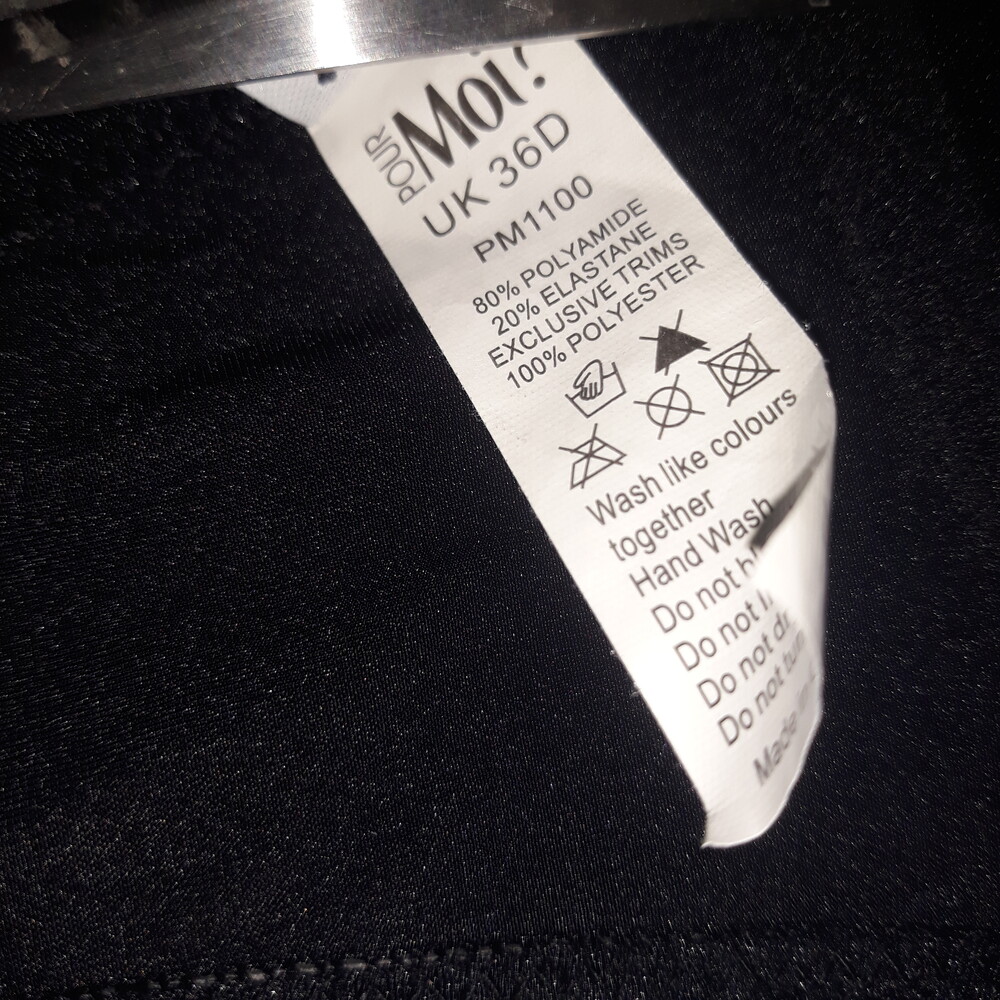 POUR Moi?
UK 36D
PM1100
80% POLYAMIDE
20% ELASTANE
EXCLUSIVE TRIMS
100% POLYESTER
Wash like colours
together
Hand Wash
Do not
Do not
Do not
Do not
Made